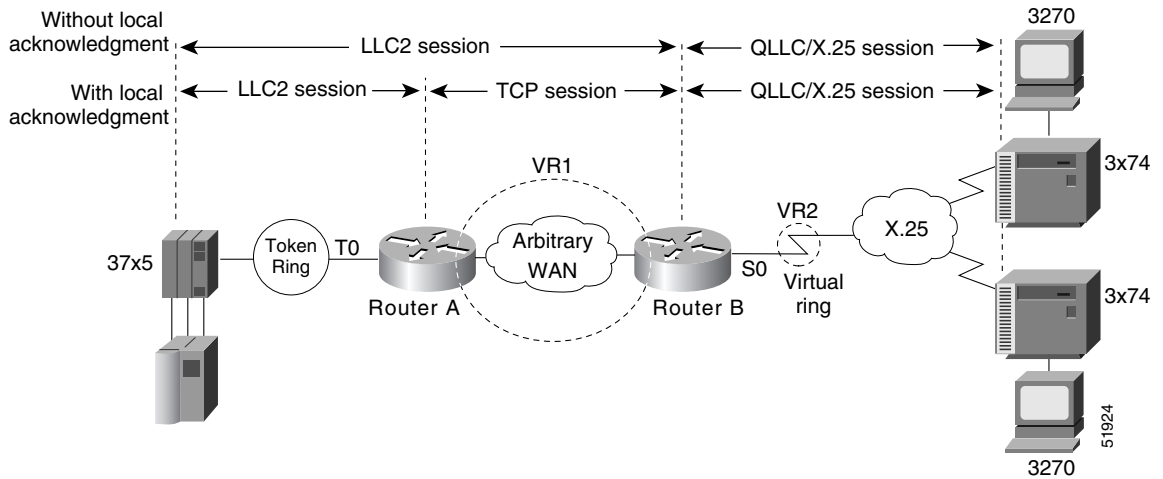 Without local
acknowledgment
LLC2 session
QLLC/X.25 session
3270
With local
acknowledgment
LLC2 session
TCP session
QLLC/X.25 session
VR1
3x74
37x5
Token
Ring
T0
Router A
Arbitrary
WAN
Router B
S0
VR2
Virtual
ring
X.25
3x74
3270
51924